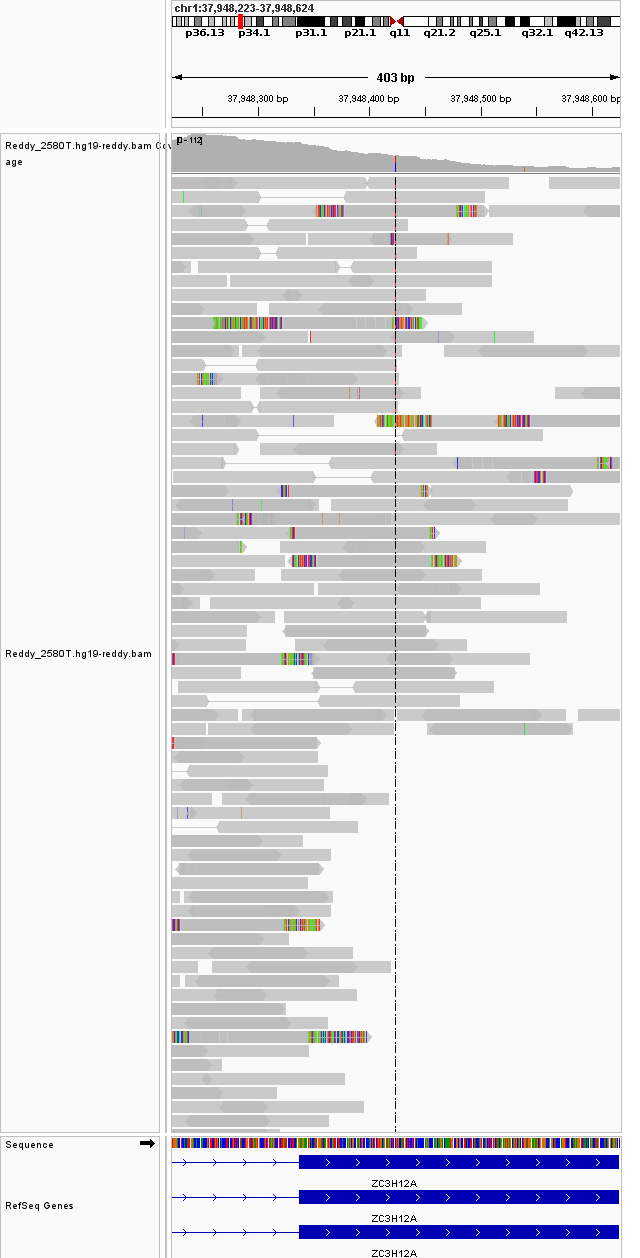 chr1:37,948,223-37,948,624
p36.13 p34.1 p31.1 p21.1 q11 q21.2 q25.1 q32.1 q42.13
403 bp
37,948,300 bp 37,948,400 bp 37,948,500 bp 37,948,600 bp
Reddy_2580T.hg19-reddy.bam Cov
age
[0 - 112]
Reddy_2580T.hg19-reddy.bam
Sequence
RefSeq Genes
ZC3H12A
ZC3H12A
ZC3H12A